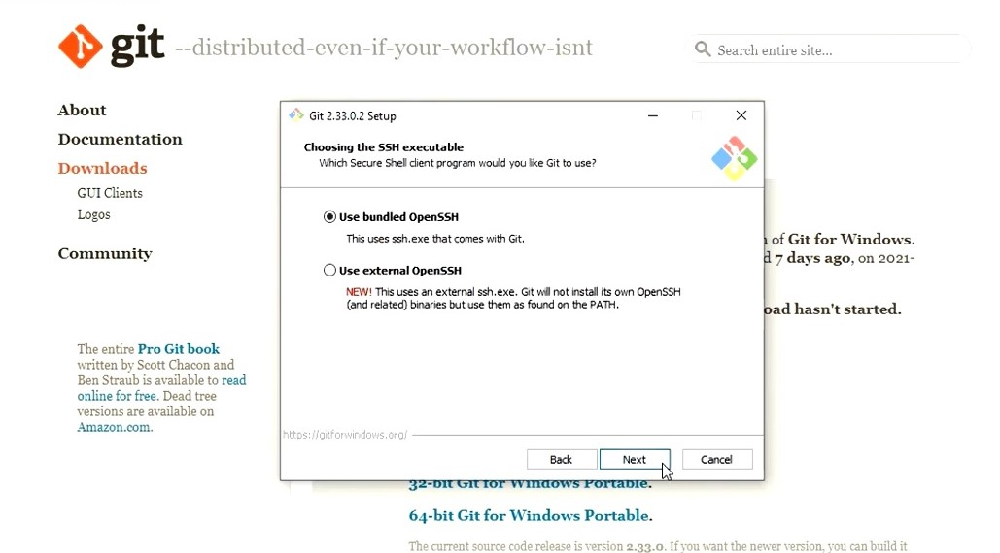 git --distributed-even-if-your-workflow-isnt
Search entire site...
About
Documentation
Downloads
GUI Clients
Logos
Community
The entire Pro Git book
written by Scott Chacon and
Ben Straub is available to read
online for free. Dead tree
versions are available on
Amazon.com.
Git 2.33.0.2 Setup
Choosing the SSH executable
Which Secure Shell client program would you like Git to use?
Use bundled OpenSSH
This uses ssh.exe that comes with Git.
Use external OpenSSH
NEW! This uses an external ssh.exe. Git will not install its own OpenSSH
(and related) binaries but use them as found on the PATH.
https://gitforwindows.org/
Back
Next
Cancel
of Git for Windows.
7 days ago, on 2021-
hasn't started.
32-bit Git for Windows Portable.
64-bit Git for Windows Portable.
The current source code release is version 2.33.0. If you want the newer version, you can build it